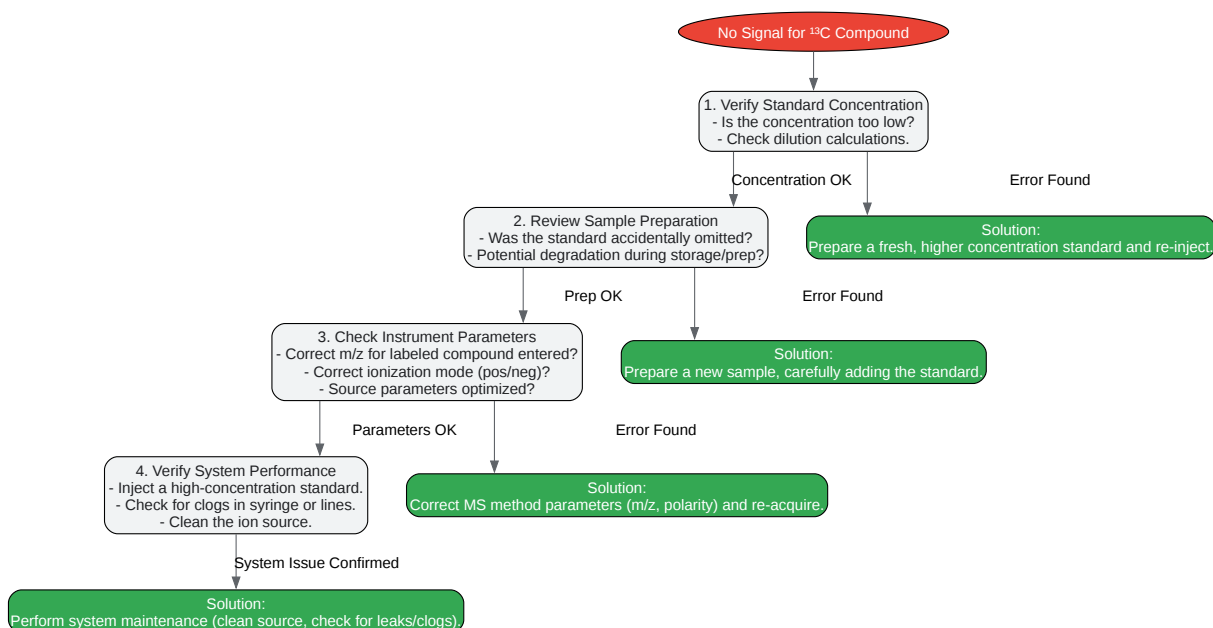 No Signal for ¹³C Compound
1. Verify Standard Concentration
- Is the concentration too low?
- Check dilution calculations.
Concentration OK
Error Found
2. Review Sample Preparation
- Was the standard accidentally omitted?
- Potential degradation during storage/prep?
Solution:
Prepare a fresh, higher concentration standard and re-inject.
Prep OK
Error Found
3. Check Instrument Parameters
- Correct m/z for labeled compound entered?
- Correct ionization mode (pos/neg)?
- Source parameters optimized?
Solution:
Prepare a new sample, carefully adding the standard.
Parameters OK
Error Found
4. Verify System Performance
- Inject a high-concentration standard.
- Check for clogs in syringe or lines.
- Clean the ion source.
Solution:
Correct MS method parameters (m/z, polarity) and re-acquire.
System Issue Confirmed
Solution:
Perform system maintenance (clean source, check for leaks/clogs).